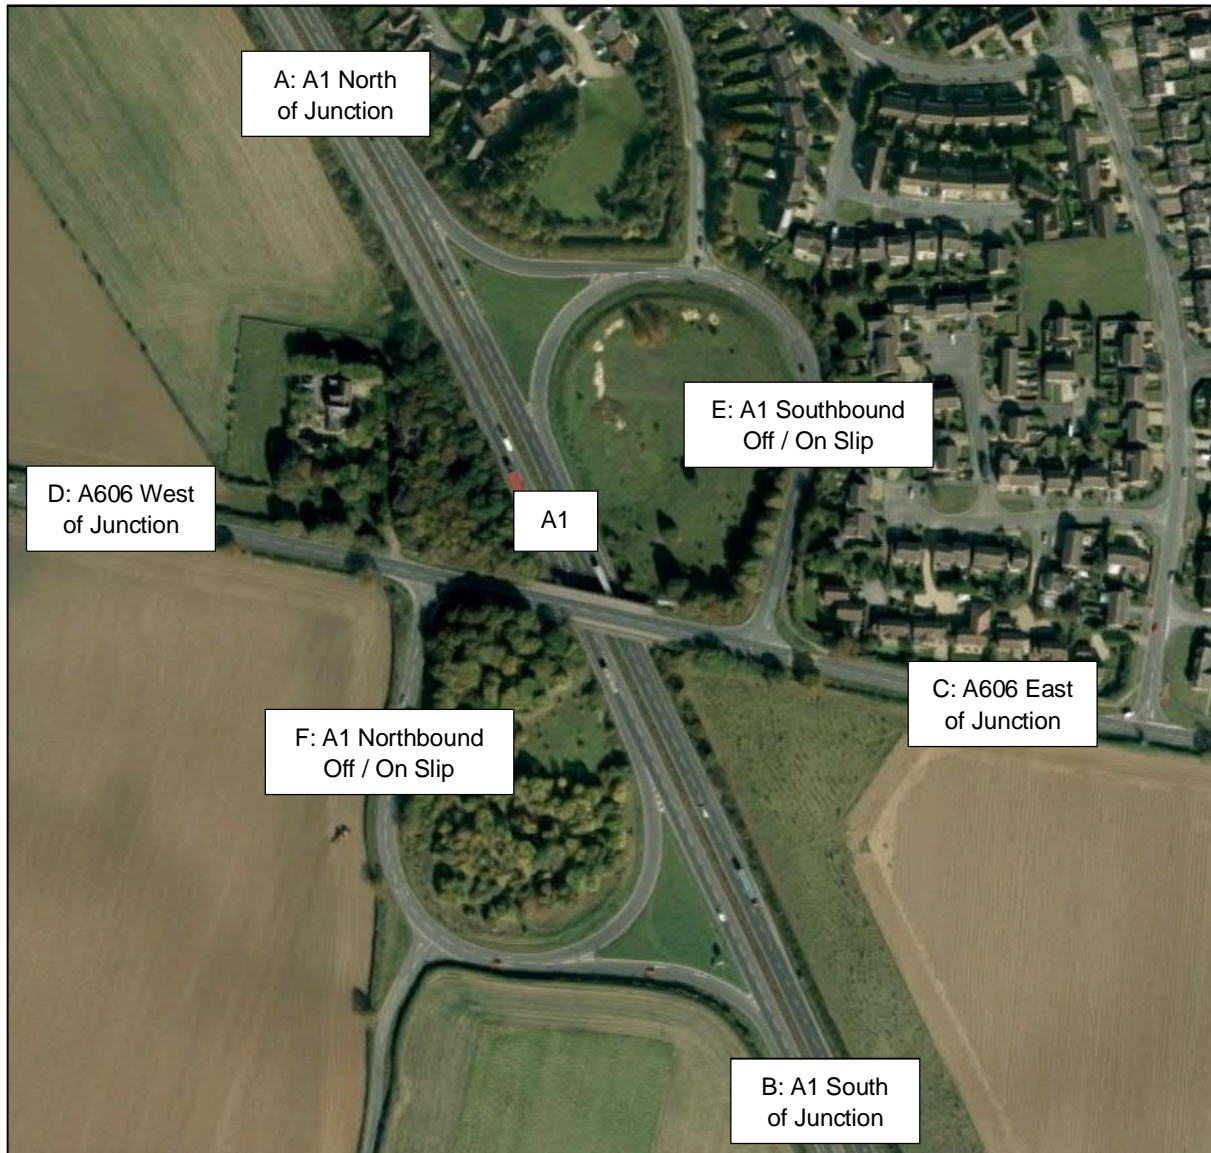 A: A1 North
of Junction
E: A1 Southbound
Off / On Slip
D: A606 West
of Junction
A1
C: A606 East
of Junction
F: A1 Northbound
Off / On Slip
B: A1 South
of Junction